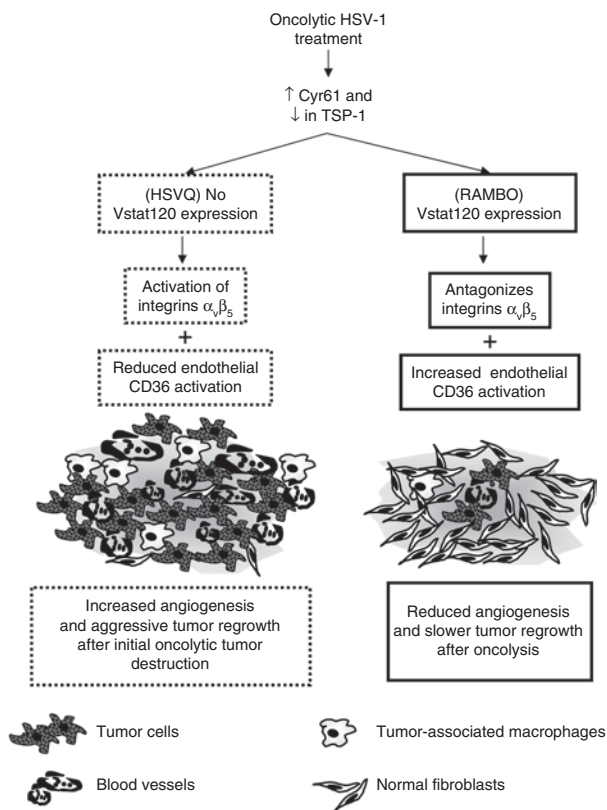 Oncolytic HSV-1
treatment
↑ Cyr61 and
↓ in TSP-1
(HSVQ) No
Vstat120 expression
(RAMBO)
Vstat120 expression
Activation of
integrins αvβ5
Antagonizes
integrins αvβ5
+
+
Reduced endothelial
CD36 activation
Increased endothelial
CD36 activation
Increased angiogenesis
and aggressive tumor regrowth
after initial oncolytic tumor
destruction
Reduced angiogenesis
and slower tumor regrowth
after oncolysis
Tumor cells
Tumor-associated macrophages
Blood vessels
Normal fibroblasts